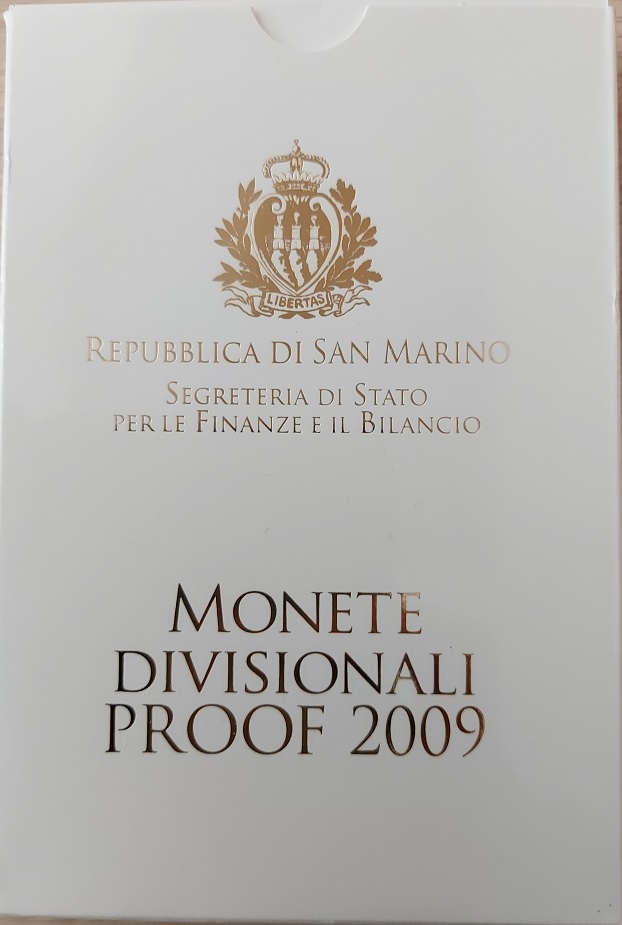 LIBERTAS
REPUBBLICA DI SAN MARINO
SEGRETERIA DI STATO
PER LE FINANZE E IL BILANCIO
MONETE
DIVISIONALI
PROOF 2009